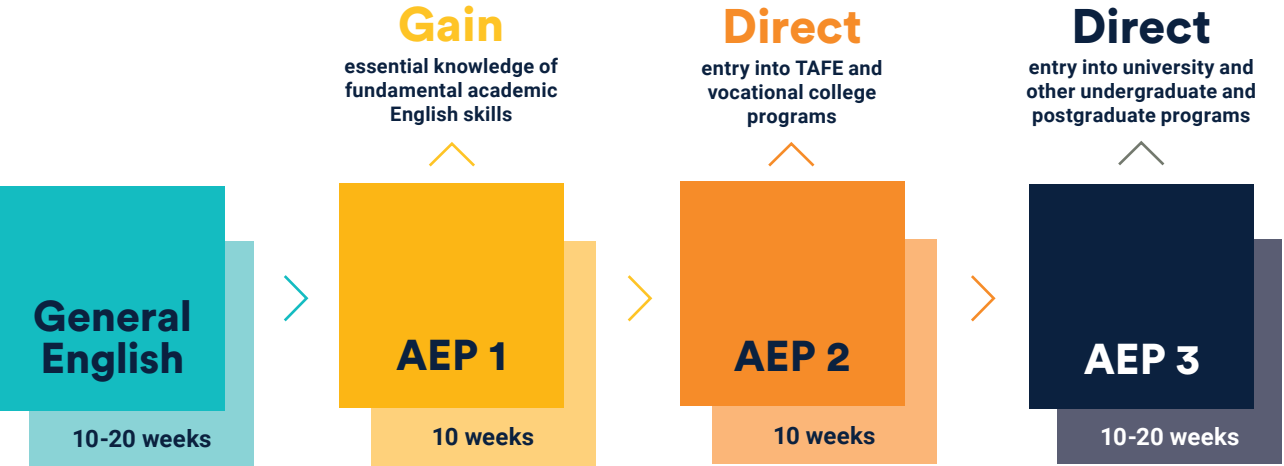 Gain
essential knowledge of
fundamental academic
English skills
Direct
entry into TAFE and
vocational college
programs
Direct
entry into university and
other undergraduate and
postgraduate programs
General
English
10-20 weeks
AEP 1
10 weeks
AEP 2
10 weeks
AEP 3
10-20 weeks